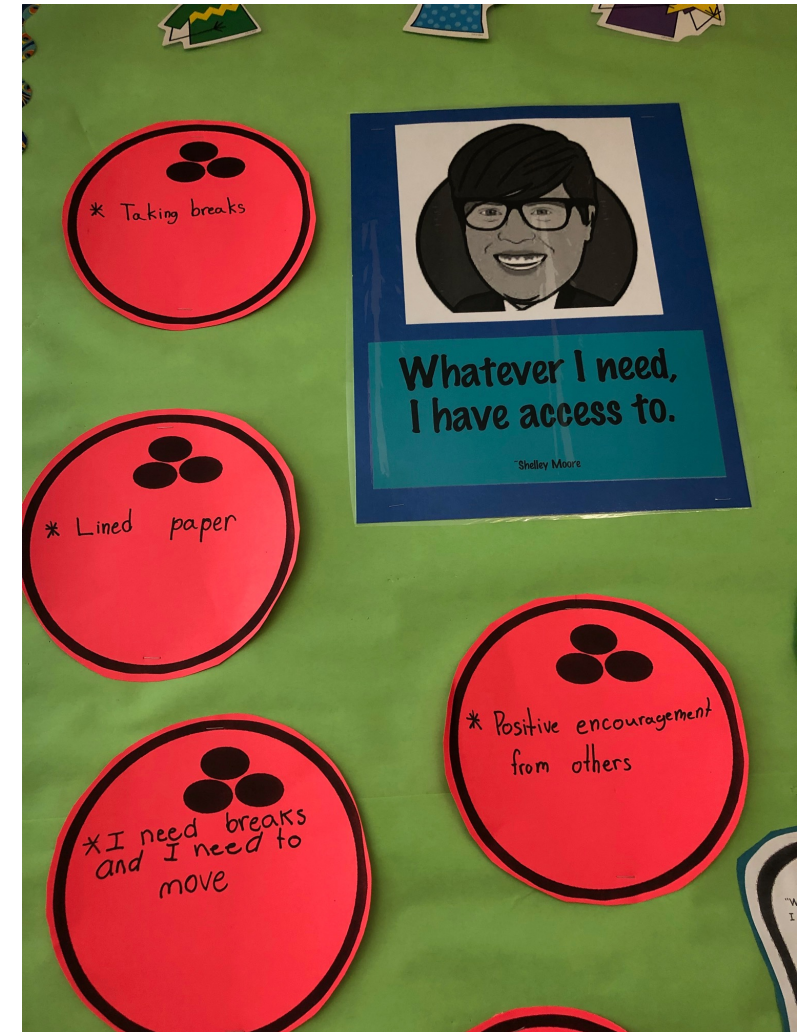 * Taking breaks
Whatever I need,
I have access to.
~Shelley Moore
* Lined paper
* Positive encouragement
from others
* I need breaks
and I need to
move
"W
I